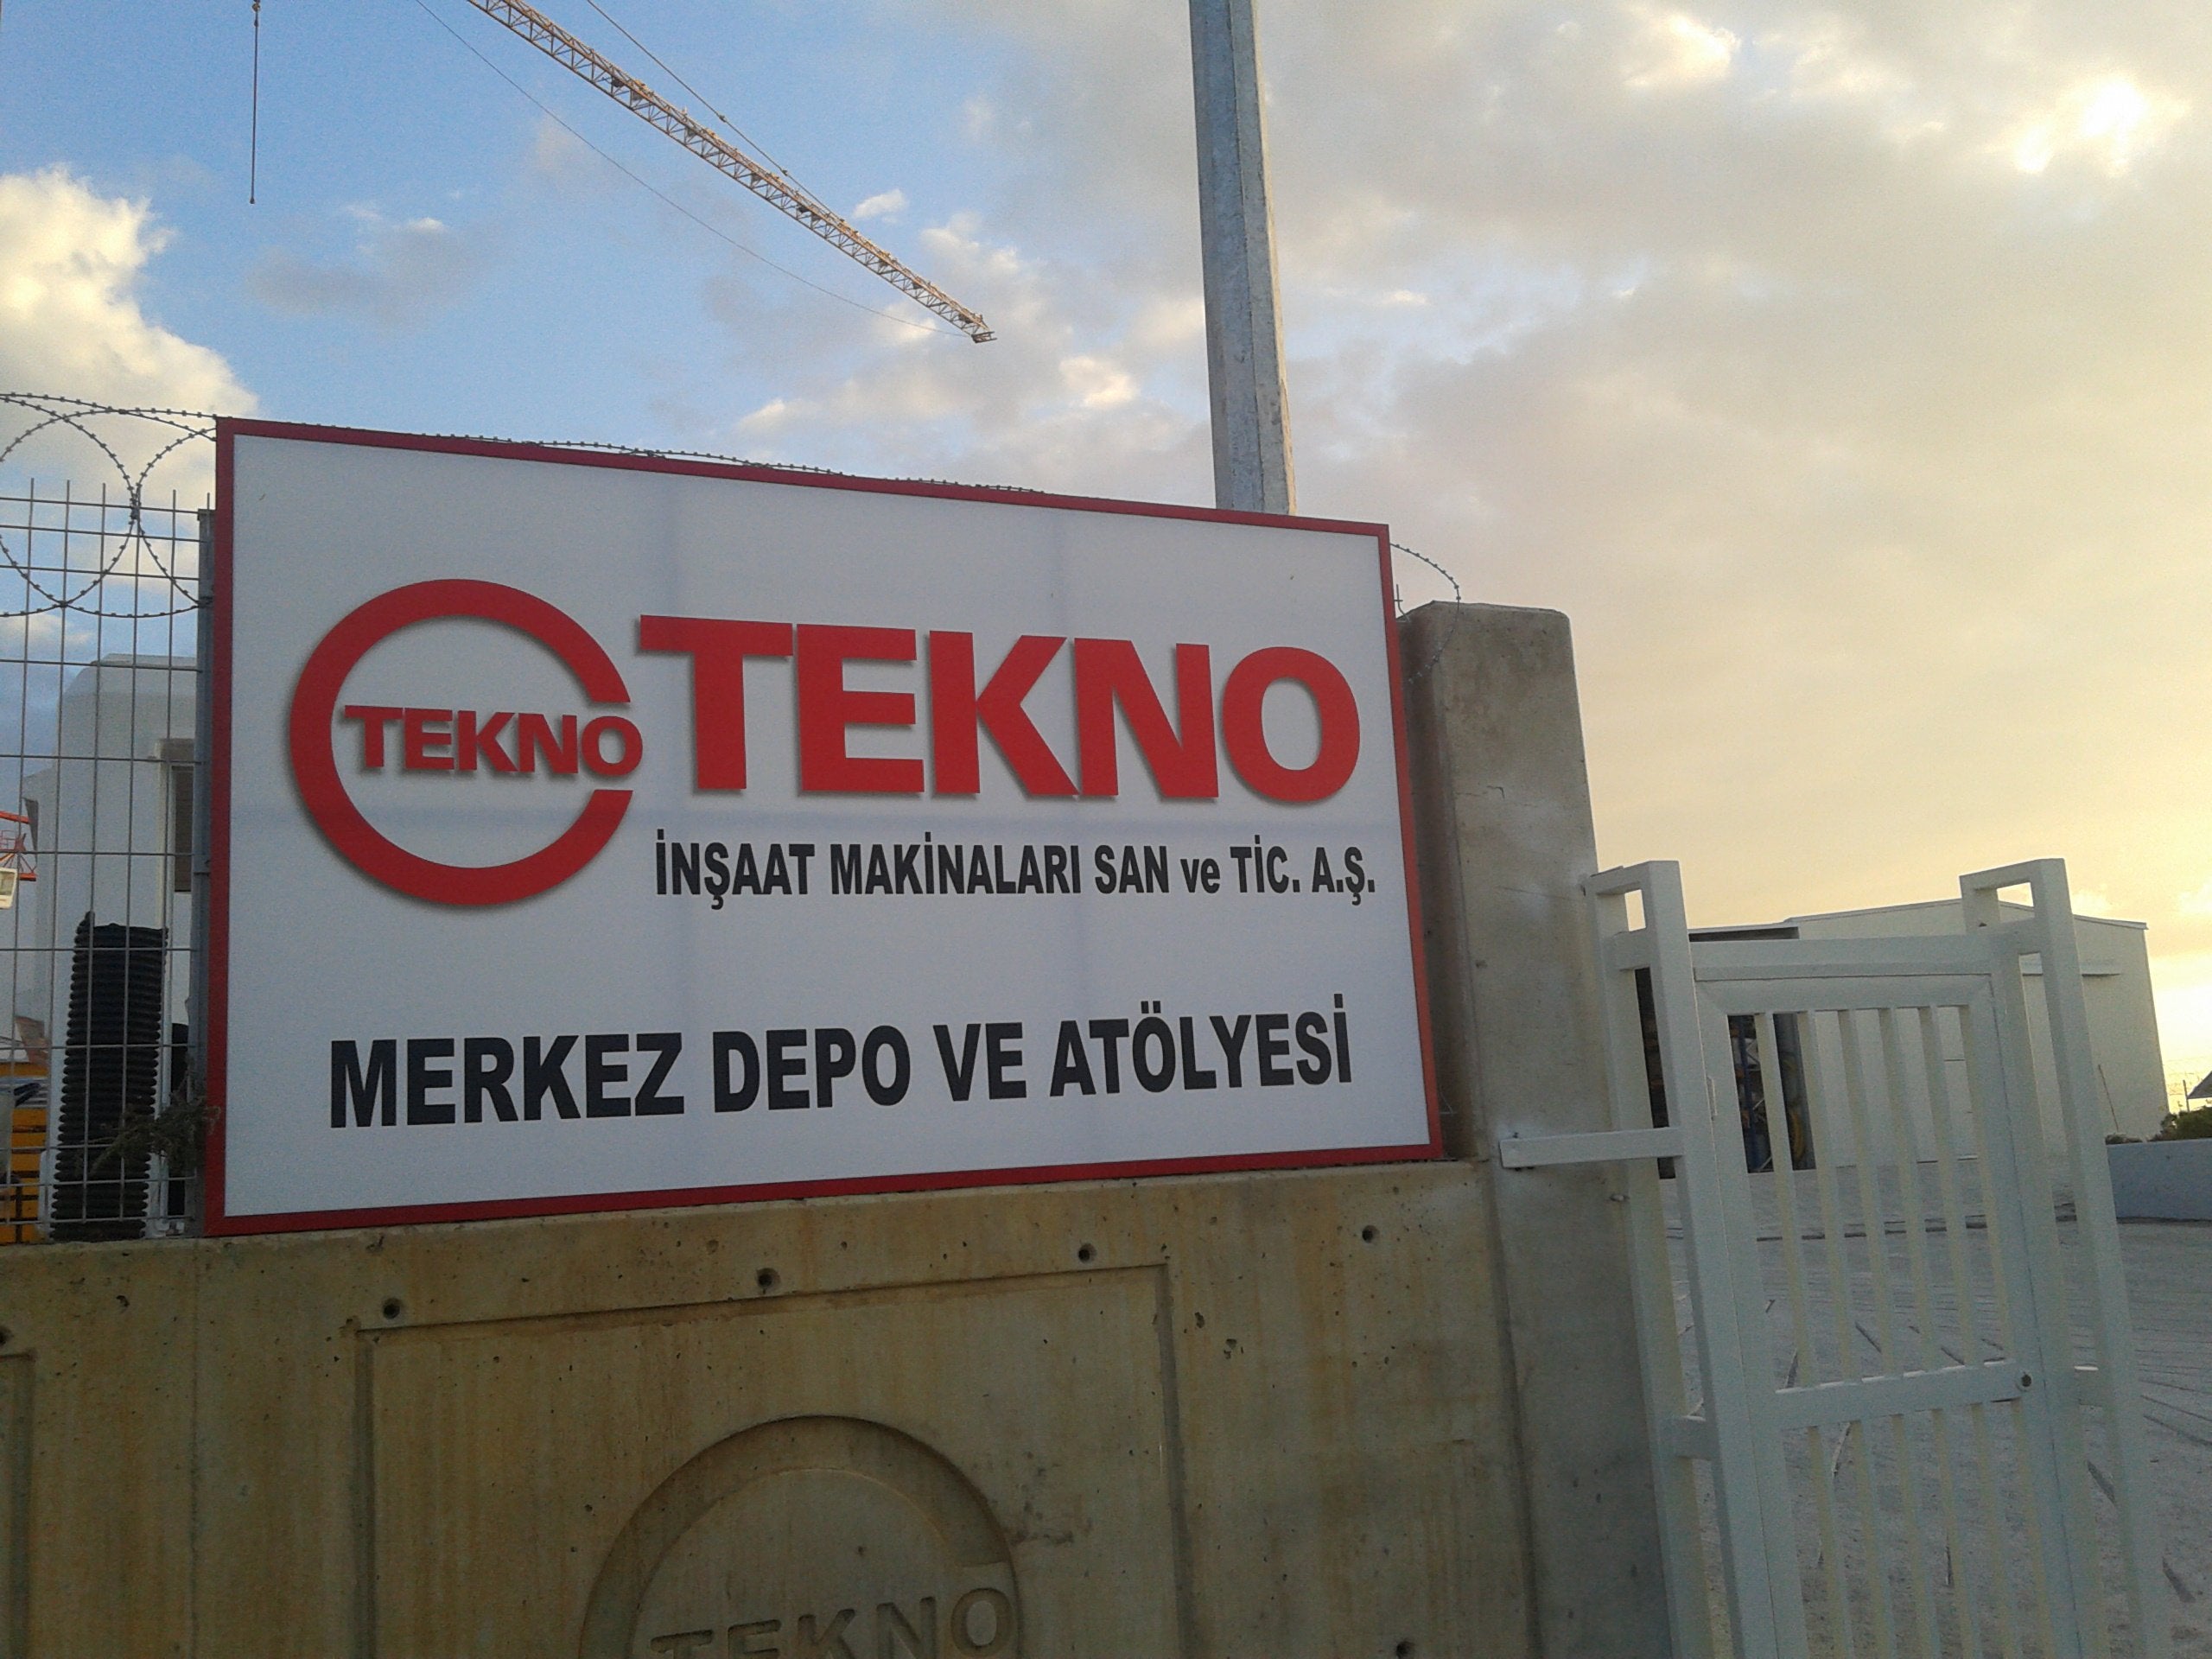 TEKNO
TEKNO
İNŞAAT MAKİNALARI SAN ve TİC. A.Ş.
MERKEZ DEPO VE ATÖLYESİ
TEKNO